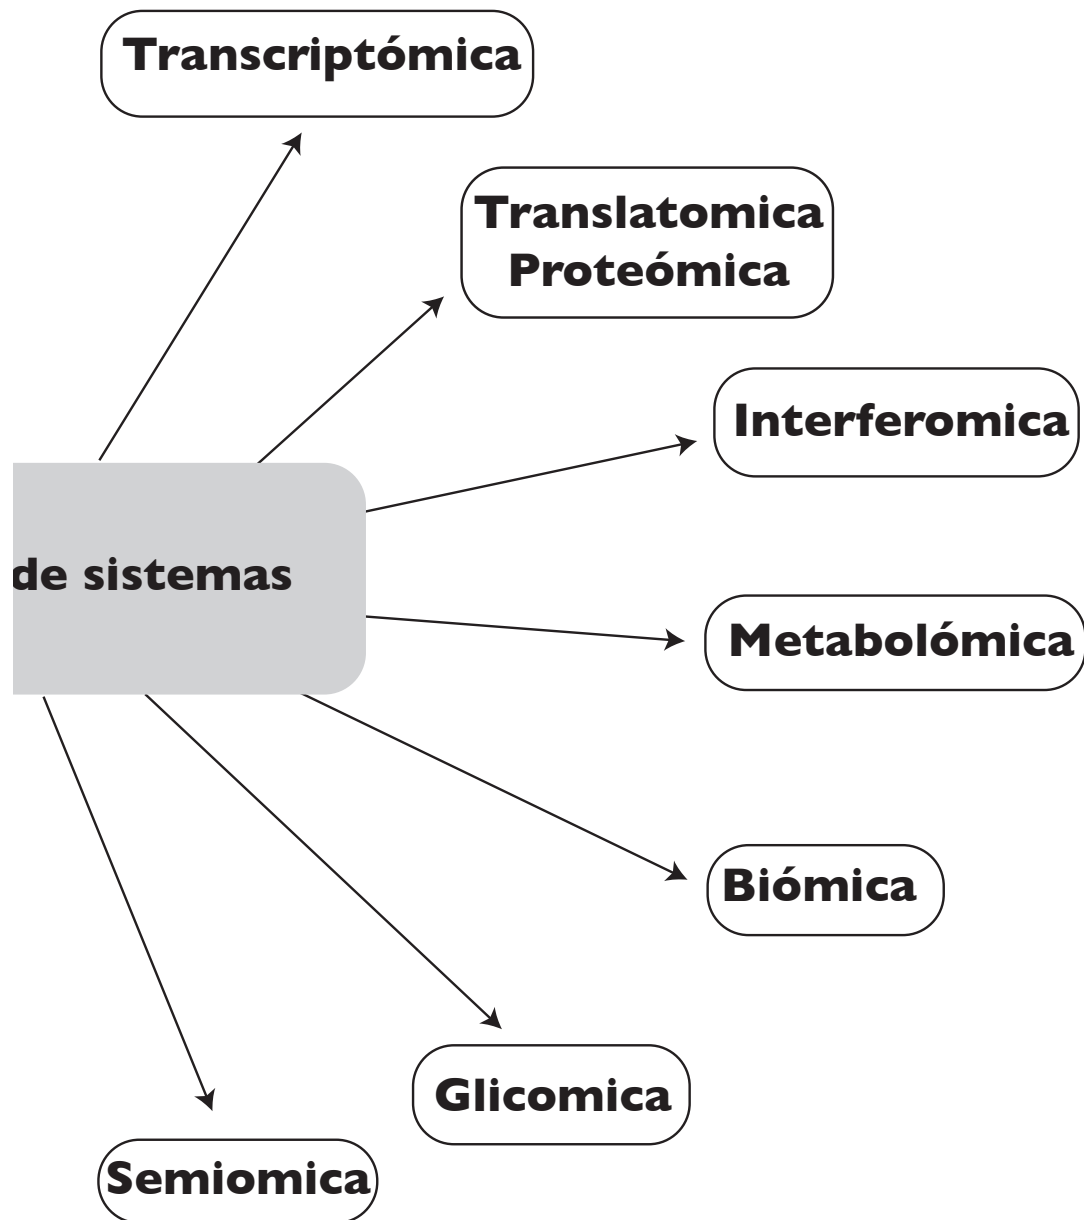 Transcriptómica
Translatomica
Proteómica
Interferomica
de sistemas
Metabolómica
Biómica
Glicomica
Semiomica